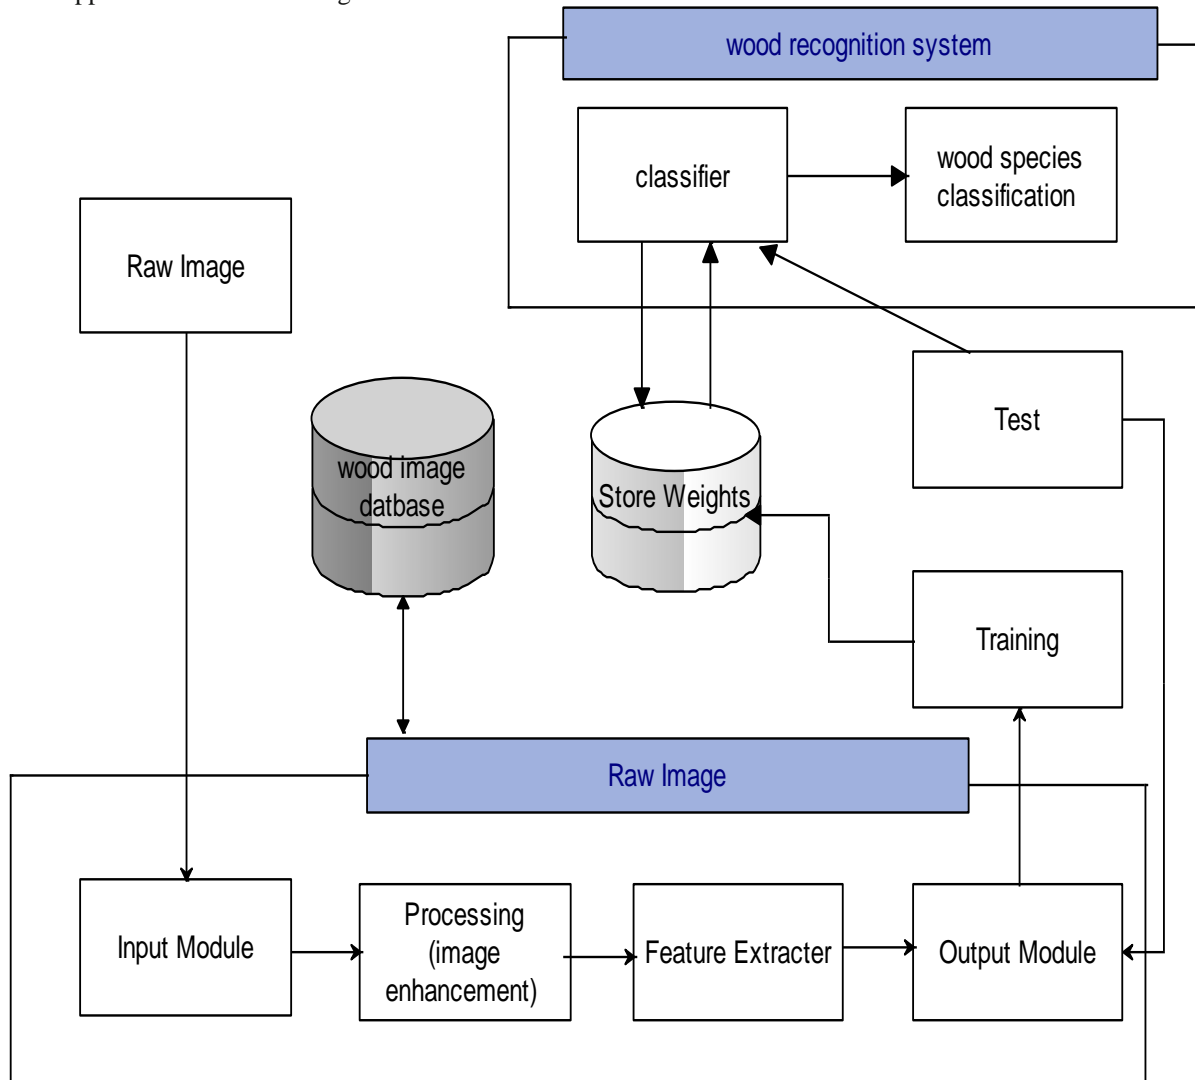 wood recognition system
classifier
wood species
classification
Raw Image
Test
wood image
datbase
Store Weights
Training
Raw Image
Input Module
Processing
(image
enhancement)
Feature Extracter
Output Module